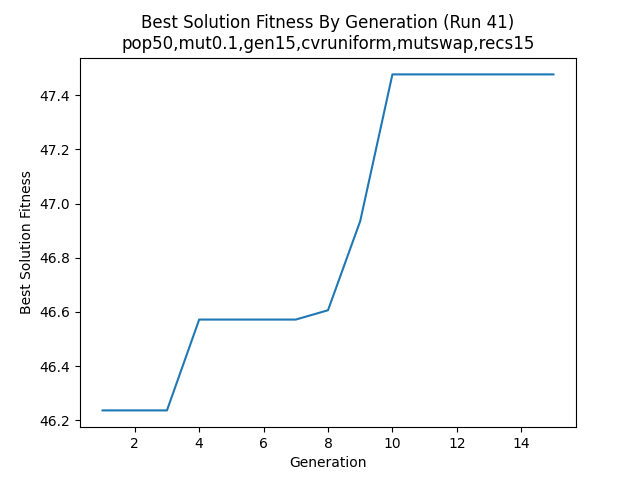 Best Solution Fitness By Generation (Run 41)
pop50,mut0.1,gen15,cvruniform,mutswap,recs15
47.4
47.2
47.0
46.8
46.6
46.4
46.2
Best Solution Fitness
2 4 6 8 10 12 14
Generation